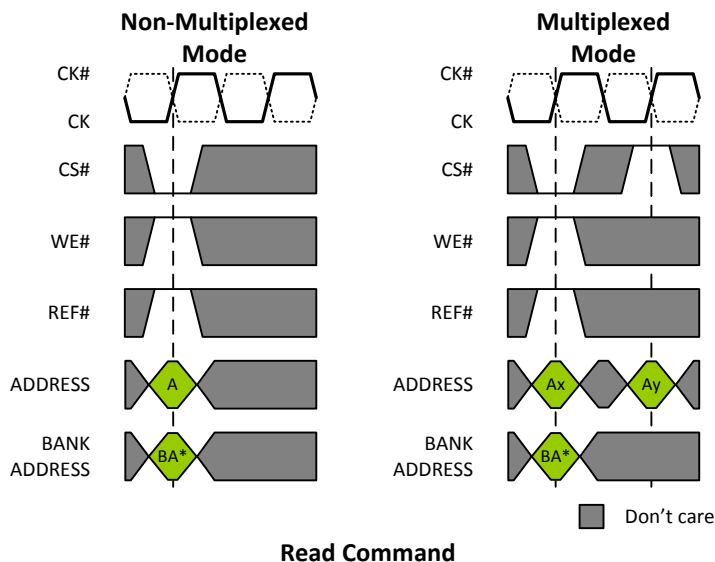 Non-Multiplexed
Mode
CK#
CK
CS#
WE#
REF#
ADDRESS
A
BANK
ADDRESS
BA*
Multiplexed
Mode
CK#
CK
CS#
WE#
REF#
ADDRESS
Ax
Ay
BANK
ADDRESS
BA*
Don't care
Read Command